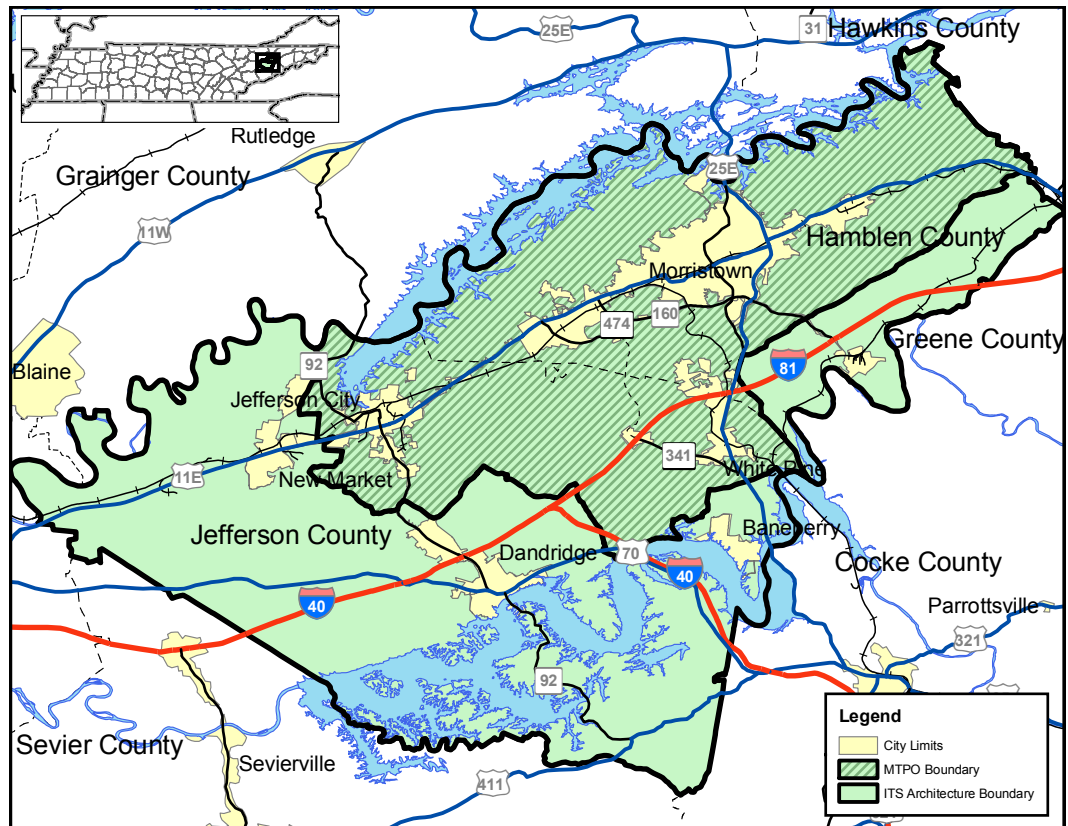 25E
31
Hawkins County
Rutledge
Grainger County
25E
11W
Hamblen County
Morristown
160
474
Greene County
92
81
Blaine
Jefferson City
341
White Pine
11E
New Market
Jefferson County
Baneberry
Dandridge
70
40
Cocke County
40
Parrottsville
321
92
Legend
Sevier County
City Limits
Sevierville
MTPO Boundary
411
ITS Architecture Boundary